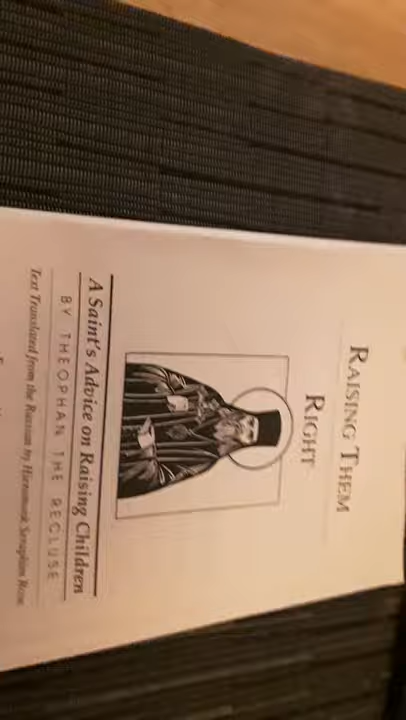 RAISING THEM
RIGHT
A Saint's Advice on Raising Children
BY THEOPHAN THE RECLUSE
Text Translated from the Russian by Hieromonk Seraphim Rose